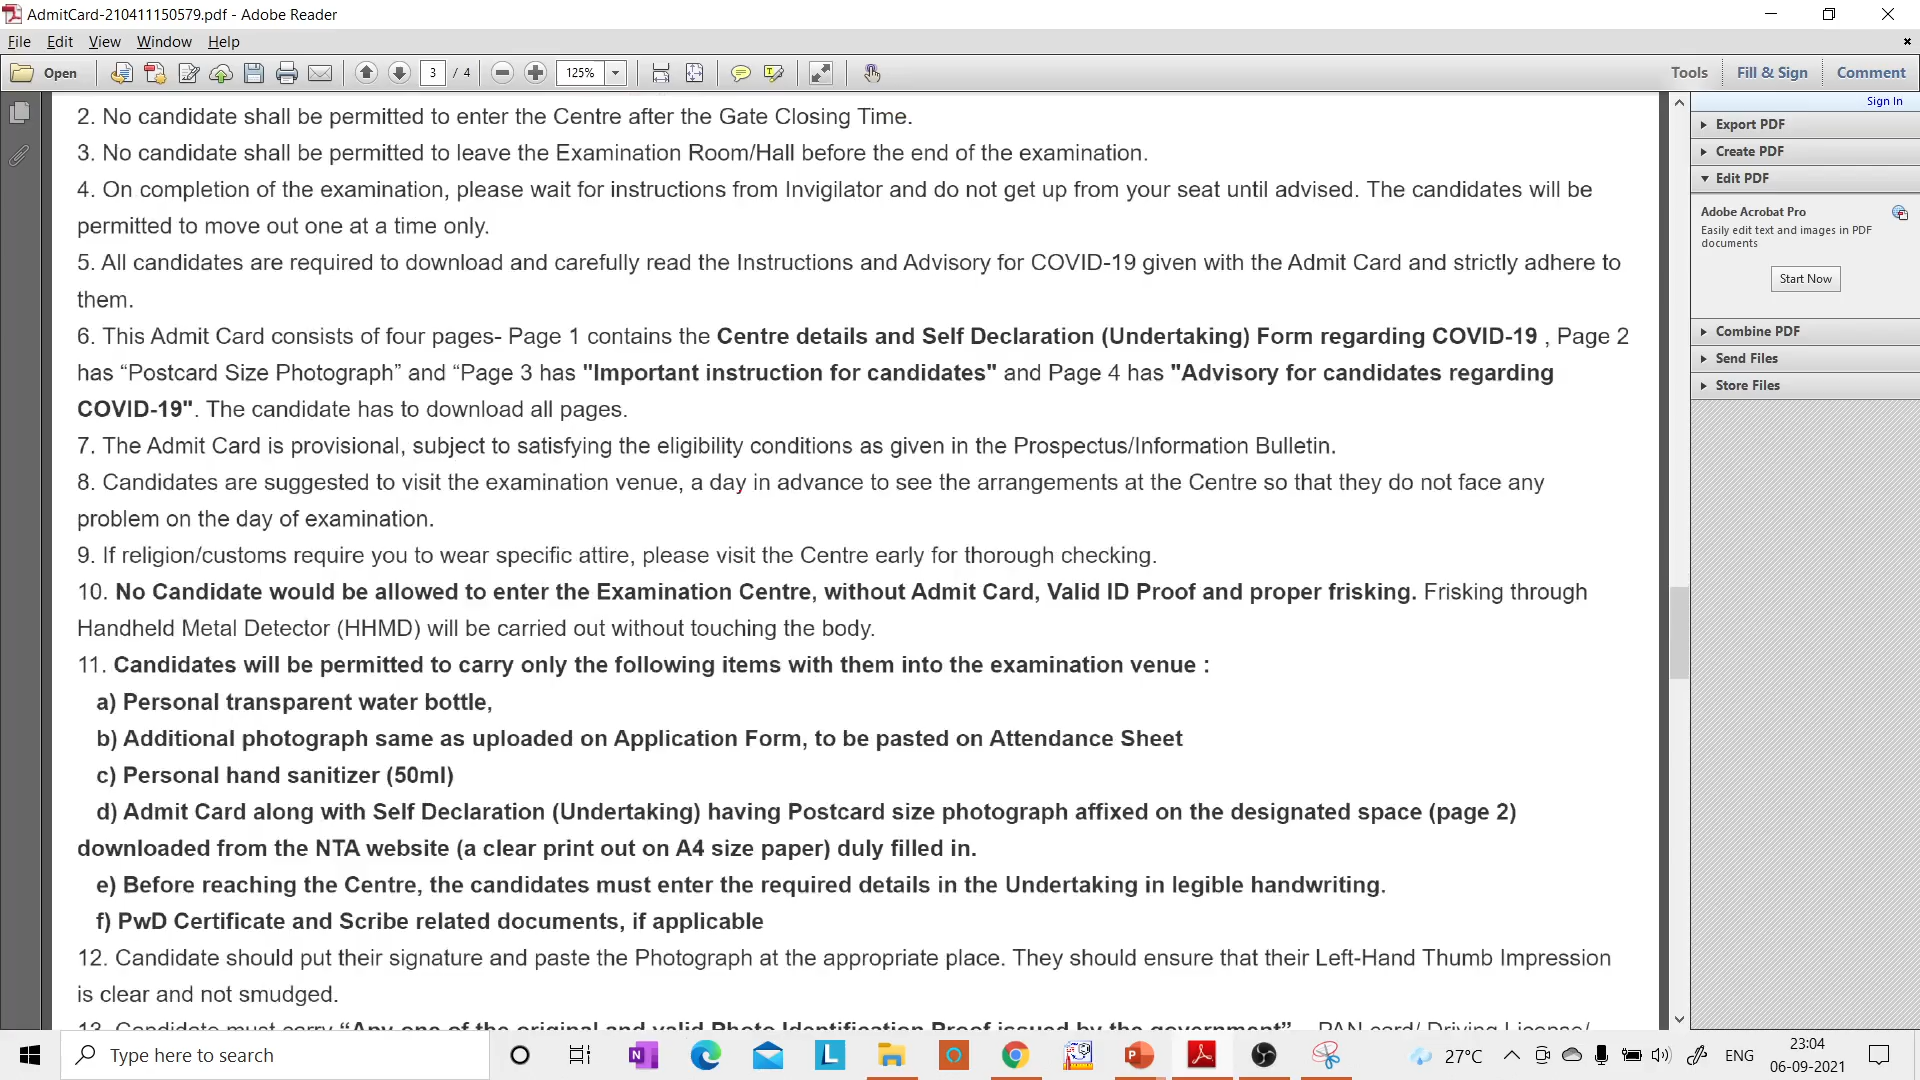 AdmitCard-210411150579.pdf - Adobe Reader
File Edit View Window Help
Open 3 / 4 125% Tools Fill & Sign Comment
Sign In
Export PDF
Create PDF
Edit PDF
Adobe Acrobat Pro
Easily edit text and images in PDF
documents
Start Now
Combine PDF
Send Files
Store Files
2. No candidate shall be permitted to enter the Centre after the Gate Closing Time.
3. No candidate shall be permitted to leave the Examination Room/Hall before the end of the examination.
4. On completion of the examination, please wait for instructions from Invigilator and do not get up from your seat until advised. The candidates will be
permitted to move out one at a time only.
5. All candidates are required to download and carefully read the Instructions and Advisory for COVID-19 given with the Admit Card and strictly adhere to
them.
6. This Admit Card consists of four pages- Page 1 contains the Centre details and Self Declaration (Undertaking) Form regarding COVID-19 , Page 2
has “Postcard Size Photograph” and “Page 3 has "Important instruction for candidates" and Page 4 has "Advisory for candidates regarding
COVID-19". The candidate has to download all pages.
7. The Admit Card is provisional, subject to satisfying the eligibility conditions as given in the Prospectus/Information Bulletin.
8. Candidates are suggested to visit the examination venue, a day in advance to see the arrangements at the Centre so that they do not face any
problem on the day of examination.
9. If religion/customs require you to wear specific attire, please visit the Centre early for thorough checking.
10. No Candidate would be allowed to enter the Examination Centre, without Admit Card, Valid ID Proof and proper frisking. Frisking through
Handheld Metal Detector (HHMD) will be carried out without touching the body.
11. Candidates will be permitted to carry only the following items with them into the examination venue :
a) Personal transparent water bottle,
b) Additional photograph same as uploaded on Application Form, to be pasted on Attendance Sheet
c) Personal hand sanitizer (50ml)
d) Admit Card along with Self Declaration (Undertaking) having Postcard size photograph affixed on the designated space (page 2)
downloaded from the NTA website (a clear print out on A4 size paper) duly filled in.
e) Before reaching the Centre, the candidates must enter the required details in the Undertaking in legible handwriting.
f) PwD Certificate and Scribe related documents, if applicable
12. Candidate should put their signature and paste the Photograph at the appropriate place. They should ensure that their Left-Hand Thumb Impression
is clear and not smudged.
13. Candidate must carry “Any one of the original and valid Photo Identification Proof issued by the government” – PAN card/ Driving License/
Type here to search
27°C ENG 23:04
06-09-2021